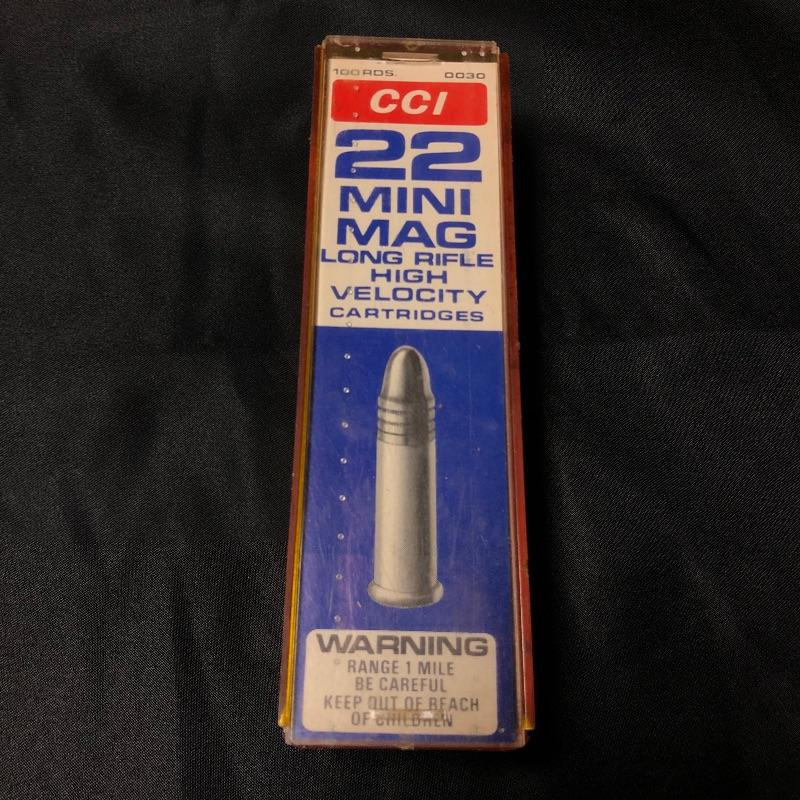 100 RDS. 0030
CCI
22
MINI
MAG
LONG RIFLE
HIGH
VELOCITY
CARTRIDGES
WARNING
RANGE 1 MILE
BE CAREFUL
KEEP OUT OF REACH
OF CHILDREN